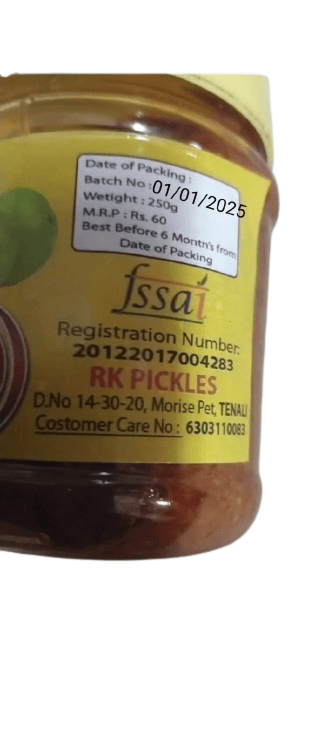 Date of Packing :
Batch No : 01/01/2025
Wetight : 250g
M.R.P : Rs. 60
Best Before 6 Montn's from
Date of Packing
fssai
Registration Number:
20122017004283
RK PICKLES
D.No 14-30-20, Morise Pet, TENALI
Costomer Care No : 6303110083